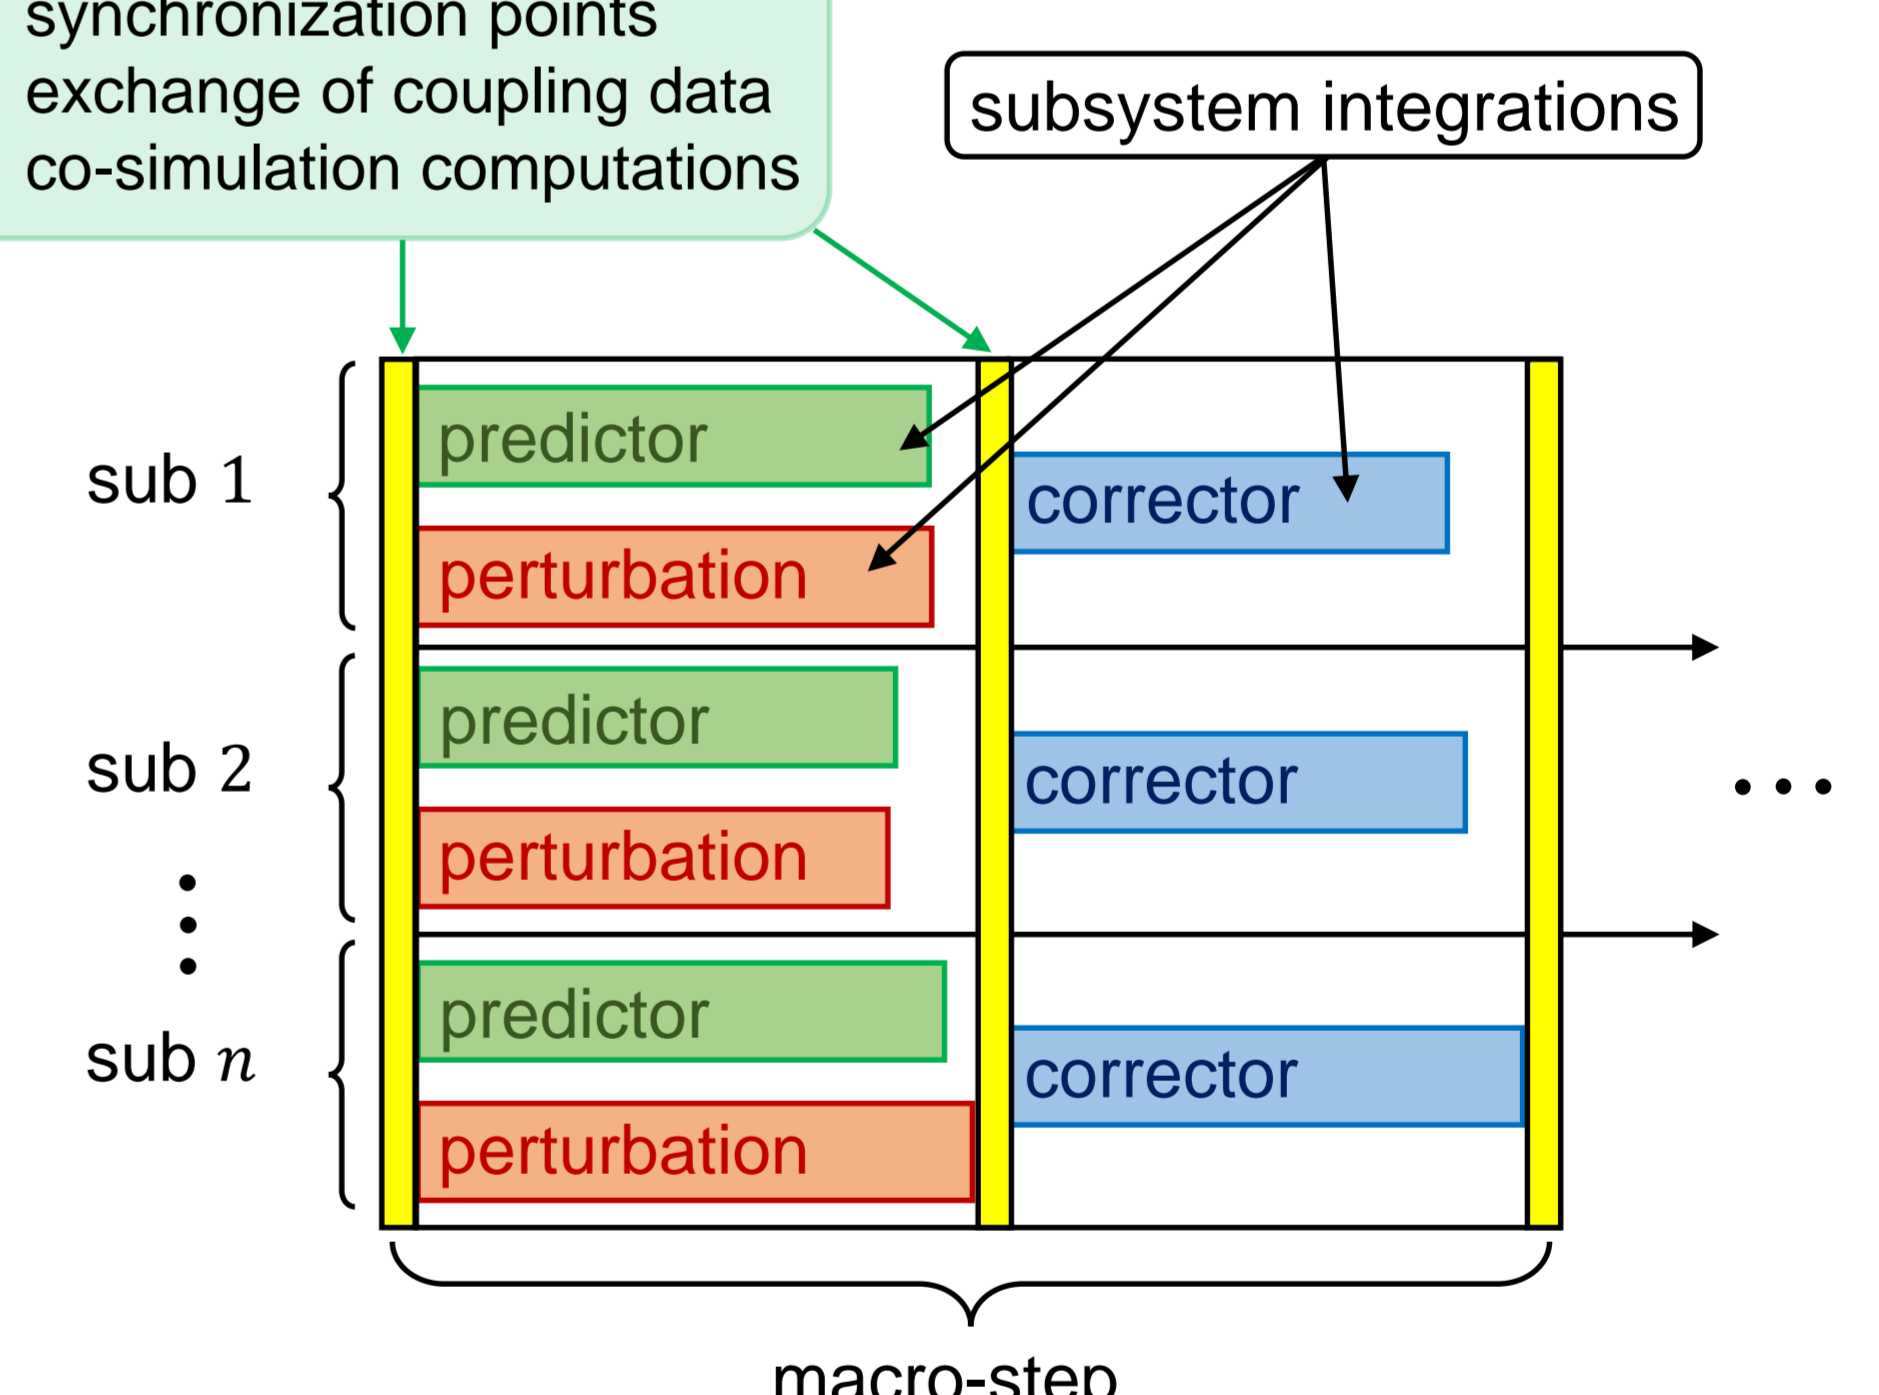 synchronization points
exchange of coupling data
co-simulation computations
subsystem integrations
sub 1
predictor
perturbation
corrector
sub 2
predictor
perturbation
corrector
sub n
predictor
perturbation
corrector
macro-step